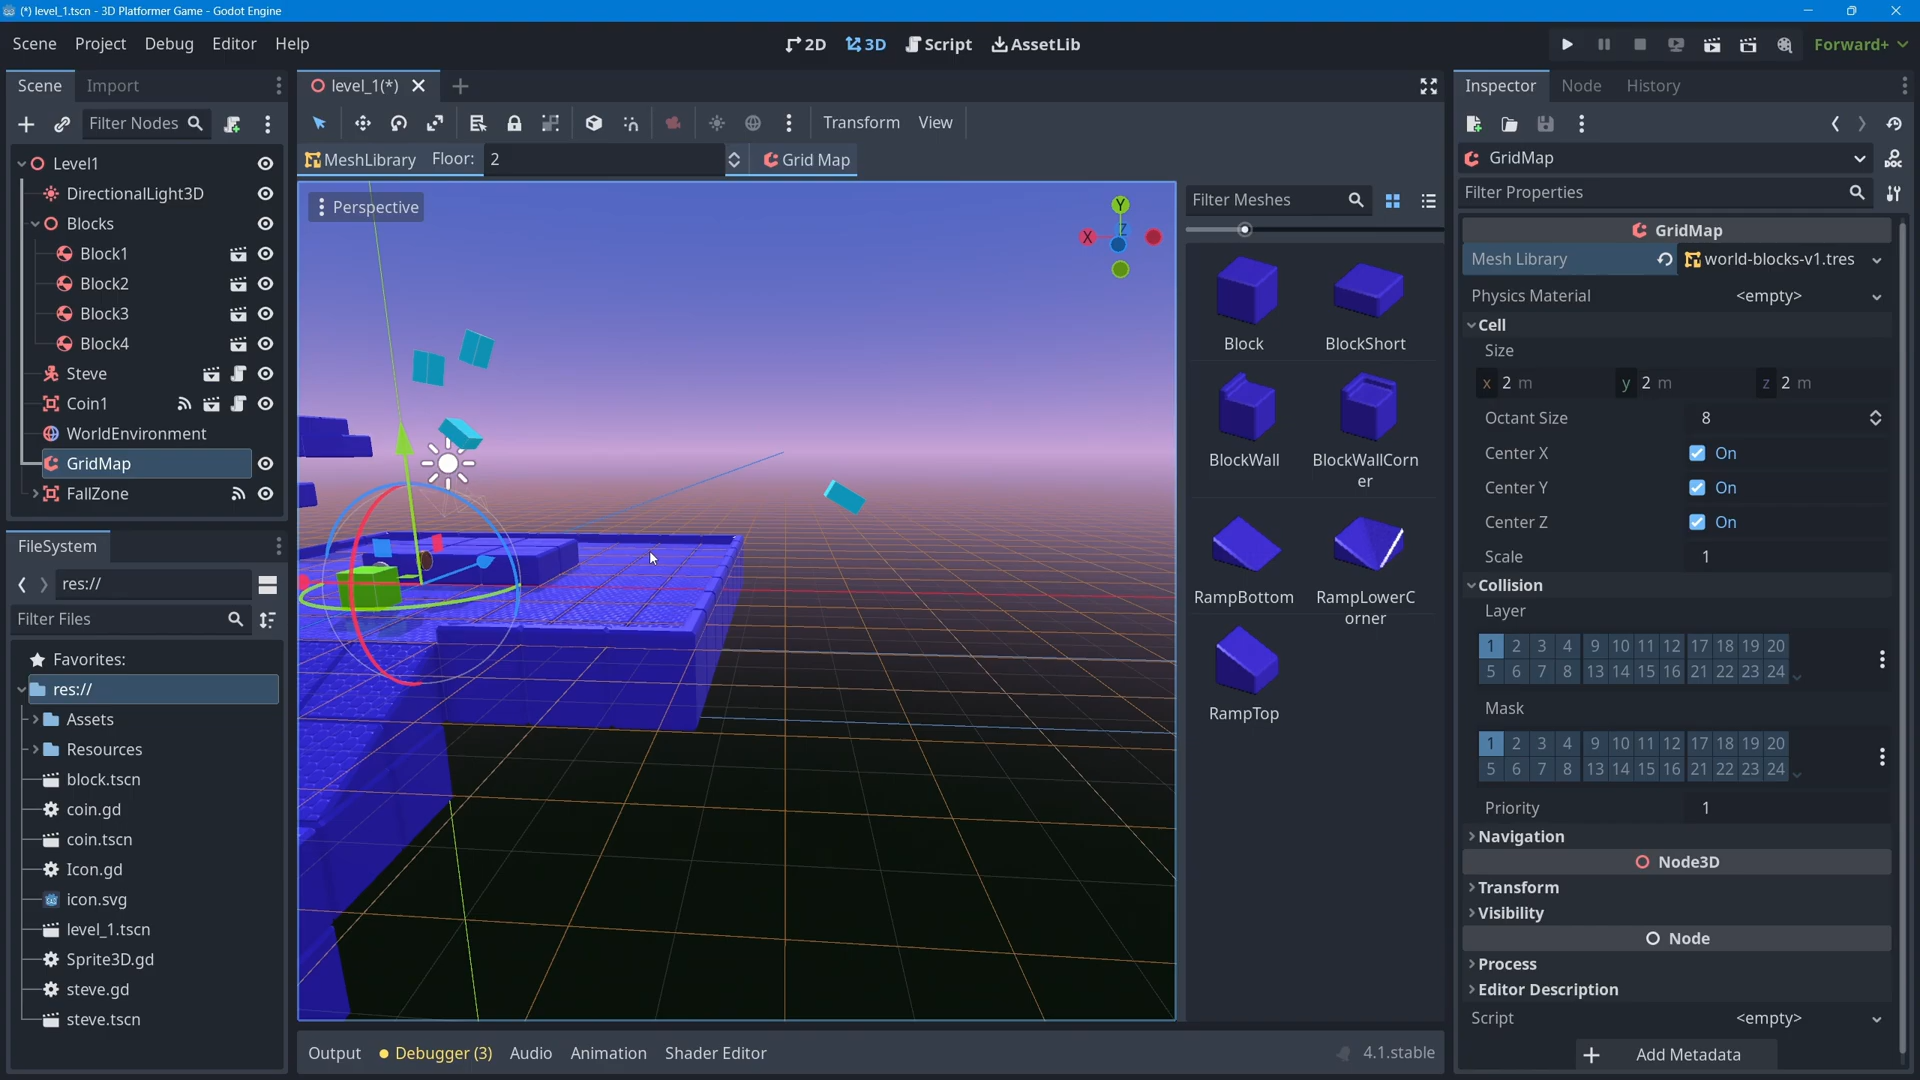 (*) level_1.tscn - 3D Platformer Game - Godot Engine
Scene Project Debug Editor Help
2D 3D Script AssetLib
Forward+
Scene Import
level_1(*)
Inspector Node History
Filter Nodes
Transform View
MeshLibrary Floor: 2 Grid Map
GridMap
Filter Properties
Level1
DirectionalLight3D
Blocks
Block1
Block2
Block3
Block4
Steve
Coin1
WorldEnvironment
GridMap
FallZone
FileSystem
res://
Filter Files
Favorites:
res://
Assets
Resources
block.tscn
coin.gd
coin.tscn
Icon.gd
icon.svg
level_1.tscn
Sprite3D.gd
steve.gd
steve.tscn
Perspective
Y
X
Z
Filter Meshes
Block BlockShort
BlockWall BlockWallCorn
er
RampBottom RampLowerC
orner
RampTop
Output Debugger (3) Audio Animation Shader Editor
4.1.stable
GridMap
Mesh Library world-blocks-v1.tres
Physics Material <empty>
Cell
Size
x 2 m y 2 m z 2 m
Octant Size 8
Center X On
Center Y On
Center Z On
Scale 1
Collision
Layer
1 2 3 4 9 10 11 12 17 18 19 20
5 6 7 8 13 14 15 16 21 22 23 24
Mask
1 2 3 4 9 10 11 12 17 18 19 20
5 6 7 8 13 14 15 16 21 22 23 24
Priority 1
Navigation
Node3D
Transform
Visibility
Node
Process
Editor Description
Script <empty>
Add Metadata